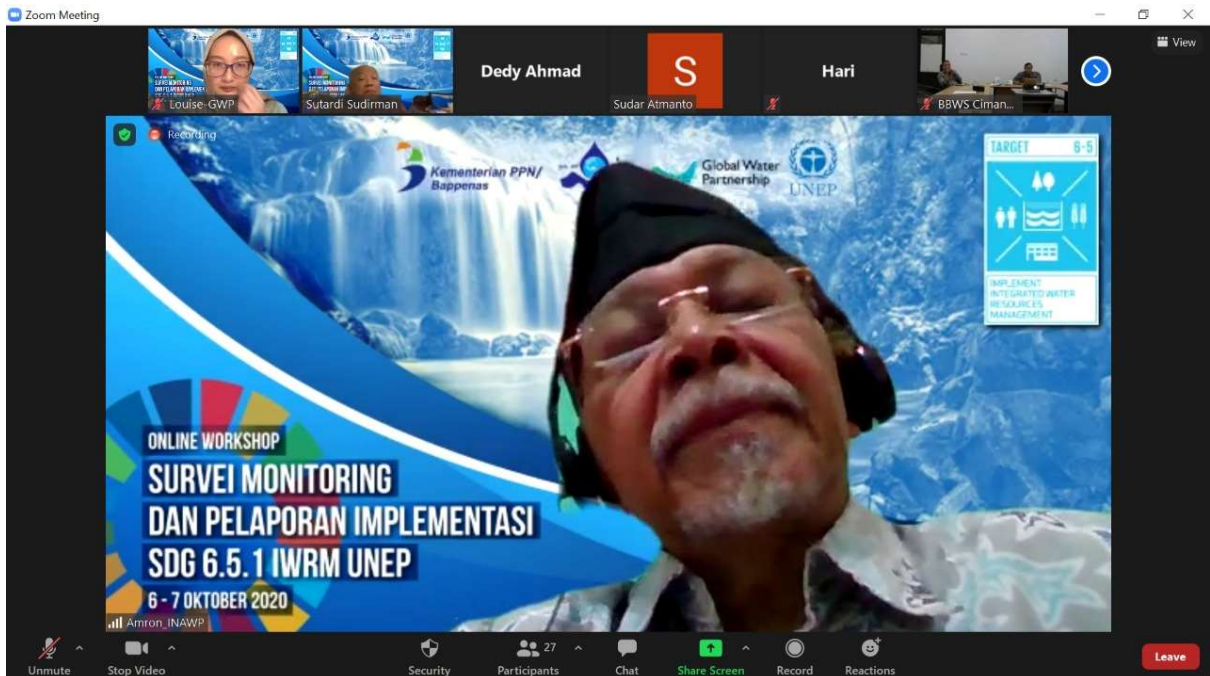 Zoom Meeting
View
Louise-GWP
Sutardi Sudirman
Dedy Ahmad
S
Sudar Atmanto
Hari
BBWS Ciman...
Recording
Kementerian PPN/
Bappenas
Global Water
Partnership
UNEP
TARGET 6-5
IMPLEMENT
INTEGRATED WATER
RESOURCES
MANAGEMENT
ONLINE WORKSHOP
SURVEI MONITORING
DAN PELAPORAN IMPLEMENTASI
SDG 6.5.1 IWRM UNEP
6 - 7 OKTOBER 2020
Amron_INAWP
Unmute
Stop Video
Security
Participants
27
Chat
Share Screen
Record
Reactions
Leave